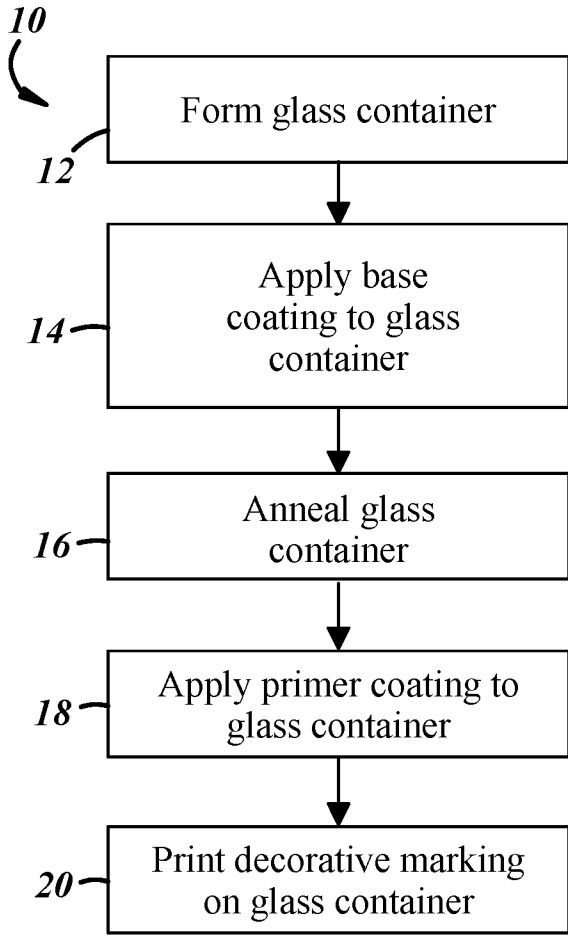 10
Form glass container
12
Apply base
coating to glass
container
14
Anneal glass
container
16
Apply primer coating to
glass container
18
Print decorative marking
on glass container
20